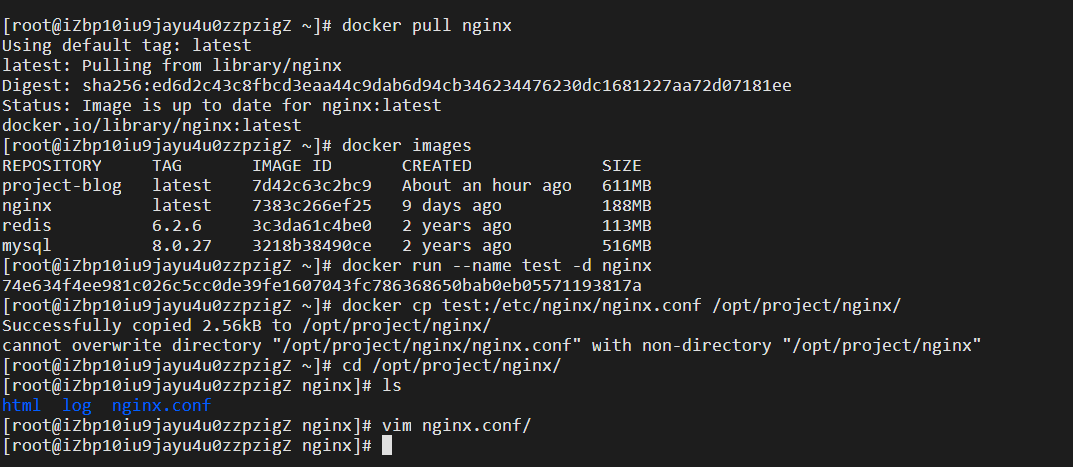 [root@iZbp10iu9jayu4u0zzpzigZ ~]# docker pull nginx
Using default tag: latest
latest: Pulling from library/nginx
Digest: sha256:ed6d2c43c8fbcd3eaa44c9dab6d94cb346234476230dc1681227aa72d07181ee
Status: Image is up to date for nginx:latest
docker.io/library/nginx:latest
[root@iZbp10iu9jayu4u0zzpzigZ ~]# docker images
REPOSITORY     TAG       IMAGE ID       CREATED             SIZE
project-blog   latest    7d42c63c2bc9   About an hour ago   611MB
nginx          latest    7383c266ef25   9 days ago          188MB
redis          6.2.6     3c3da61c4be0   2 years ago         113MB
mysql          8.0.27    3218b38490ce   2 years ago         516MB
[root@iZbp10iu9jayu4u0zzpzigZ ~]# docker run --name test -d nginx
74e634f4ee981c026c5cc0de39fe1607043fc786368650bab0eb05571193817a
[root@iZbp10iu9jayu4u0zzpzigZ ~]# docker cp test:/etc/nginx/nginx.conf /opt/project/nginx/
Successfully copied 2.56kB to /opt/project/nginx/
cannot overwrite directory "/opt/project/nginx/nginx.conf" with non-directory "/opt/project/nginx"
[root@iZbp10iu9jayu4u0zzpzigZ ~]# cd /opt/project/nginx/
[root@iZbp10iu9jayu4u0zzpzigZ nginx]# ls
html  log  nginx.conf
[root@iZbp10iu9jayu4u0zzpzigZ nginx]# vim nginx.conf/
[root@iZbp10iu9jayu4u0zzpzigZ nginx]#